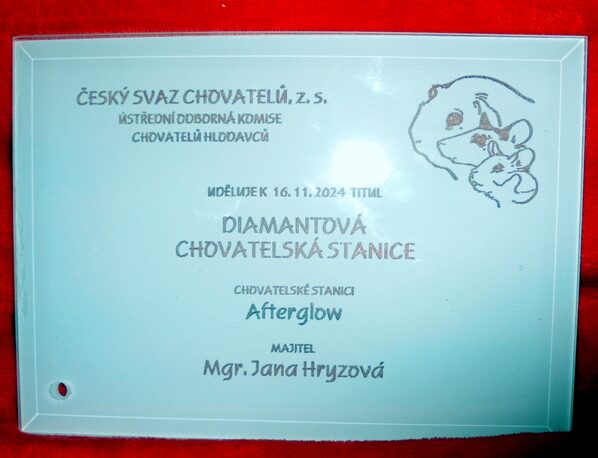 ČESKÝ SVAZ CHOVATELŮ, z. s.
ÚSTŘEDNÍ ODBORNÁ KOMISE
CHOVATELŮ HLODAVCŮ
UDĚLUJE K 16. 11. 2024 TITUL
DIAMANTOVÁ
CHOVATELSKÁ STANICE
CHOVATELSKÉ STANICI
Afterglow
MAJITEL
Mgr. Jana Hryzová